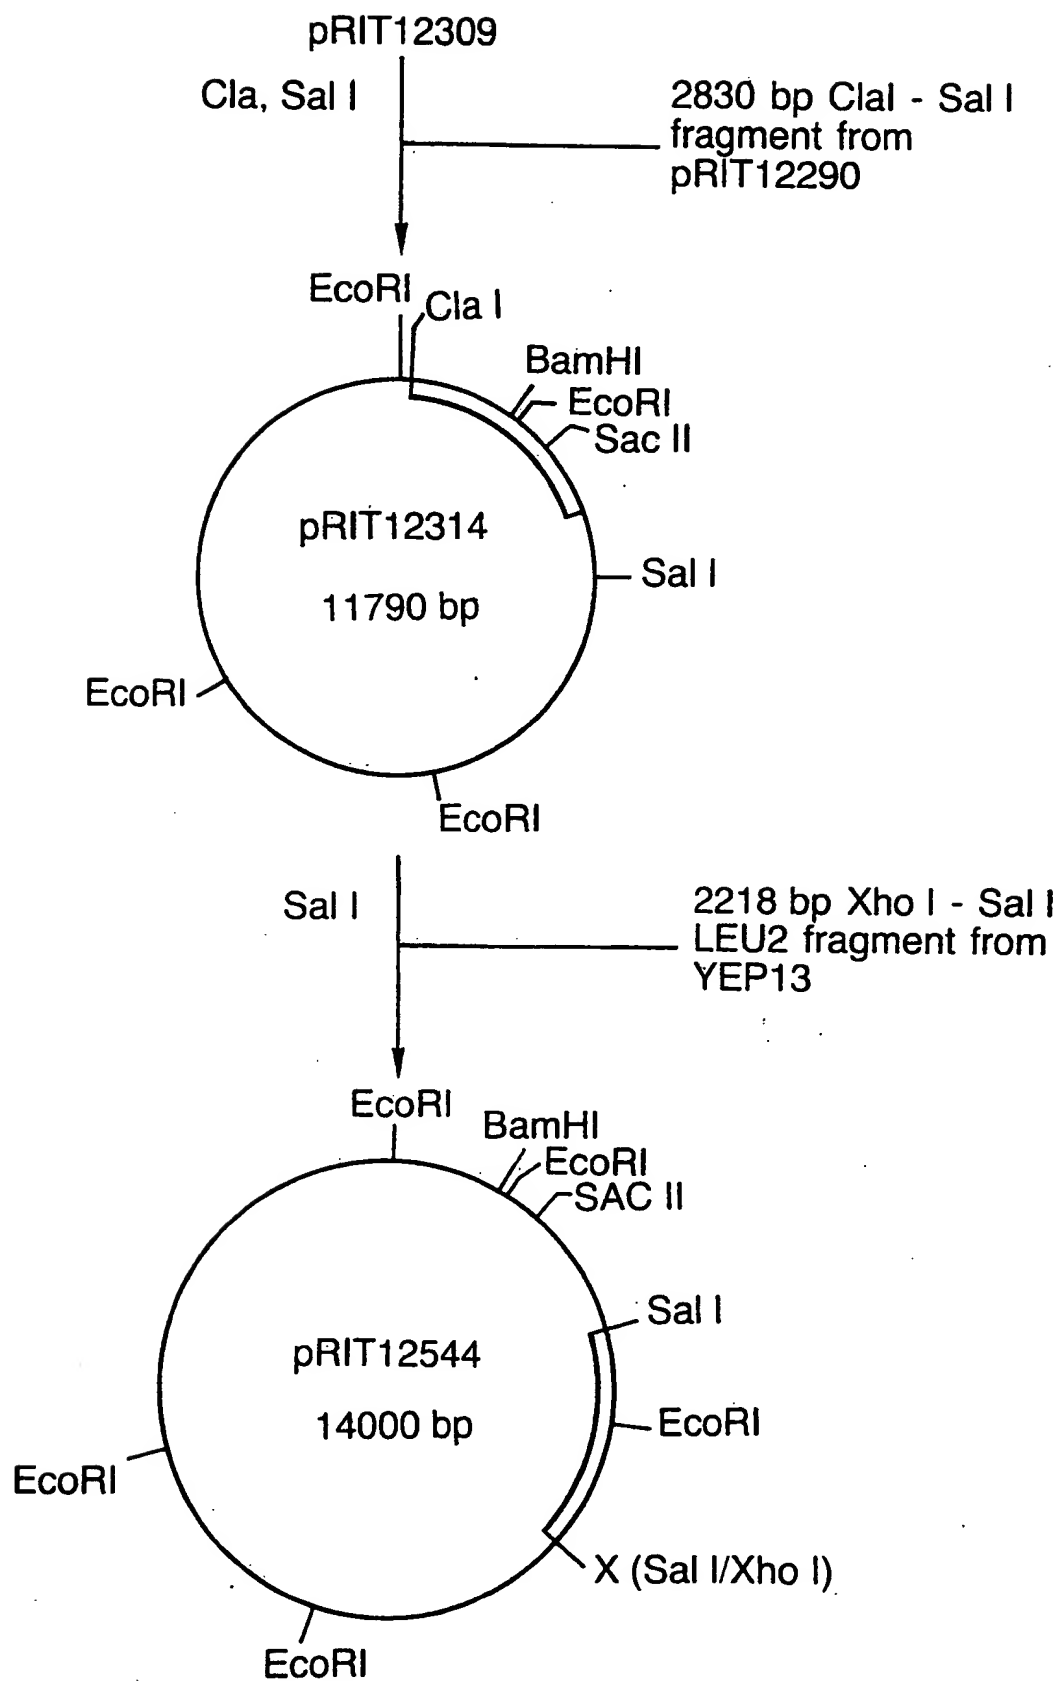 pRIT12309
Cla, Sal I
2830 bp ClaI - Sal I
fragment from
pRIT12290
EcoRI
Cla I
BamHI
EcoRI
Sac II
pRIT12314
11790 bp
Sal I
EcoRI
EcoRI
Sal I
2218 bp Xho I - Sal I
LEU2 fragment from
YEP13
EcoRI
BamHI
EcoRI
SAC II
Sal I
pRIT12544
14000 bp
EcoRI
EcoRI
X (Sal I/Xho I)
EcoRI